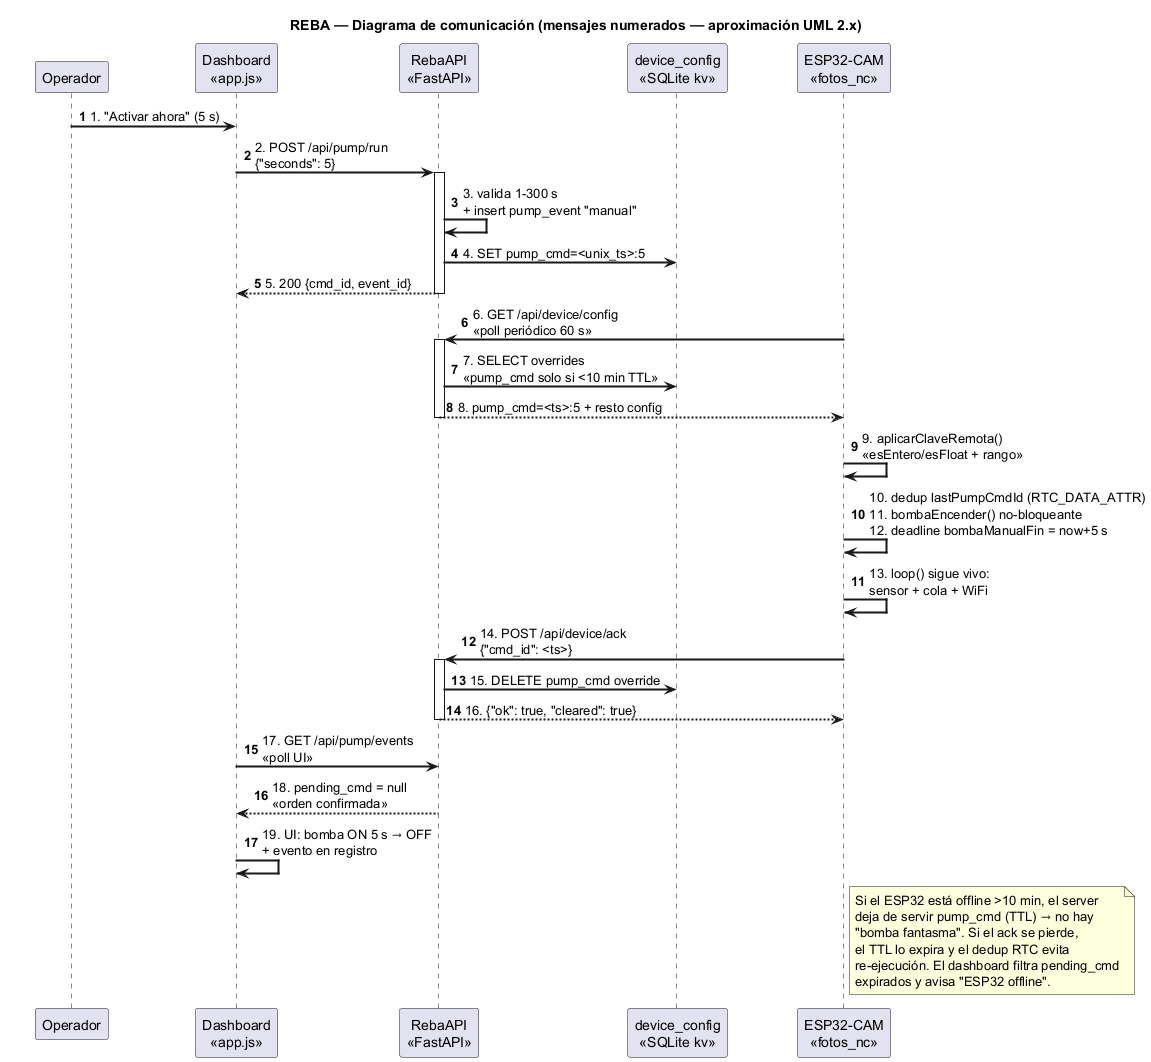 REBA — Diagrama de comunicación (mensajes numerados — aproximación UML 2.x)
Operador
Dashboard
«app.js»
RebaAPI
«FastAPI»
device_config
«SQLite kv»
ESP32-CAM
«fotos_nc»
1 1. "Activar ahora" (5 s)
2 2. POST /api/pump/run
{"seconds": 5}
3 3. valida 1-300 s
+ insert pump_event "manual"
4 4. SET pump_cmd=<unix_ts>:5
5 5. 200 {cmd_id, event_id}
6 6. GET /api/device/config
«poll periódico 60 s»
7 7. SELECT overrides
«pump_cmd solo si <10 min TTL»
8 8. pump_cmd=<ts>:5 + resto config
9 9. aplicarClaveRemota()
«esEntero/esFloat + rango»
10 10. dedup lastPumpCmdId (RTC_DATA_ATTR)
11. bombaEncender() no-bloqueante
12. deadline bombaManualFin = now+5 s
11 13. loop() sigue vivo:
sensor + cola + WiFi
12 14. POST /api/device/ack
{"cmd_id": <ts>}
13 15. DELETE pump_cmd override
14 16. {"ok": true, "cleared": true}
15 17. GET /api/pump/events
«poll UI»
16 18. pending_cmd = null
«orden confirmada»
17 19. UI: bomba ON 5 s → OFF
+ evento en registro
Si el ESP32 está offline >10 min, el server
deja de servir pump_cmd (TTL) → no hay
"bomba fantasma". Si el ack se pierde,
el TTL lo expira y el dedup RTC evita
re-ejecución. El dashboard filtra pending_cmd
expirados y avisa "ESP32 offline".
Operador
Dashboard
«app.js»
RebaAPI
«FastAPI»
device_config
«SQLite kv»
ESP32-CAM
«fotos_nc»